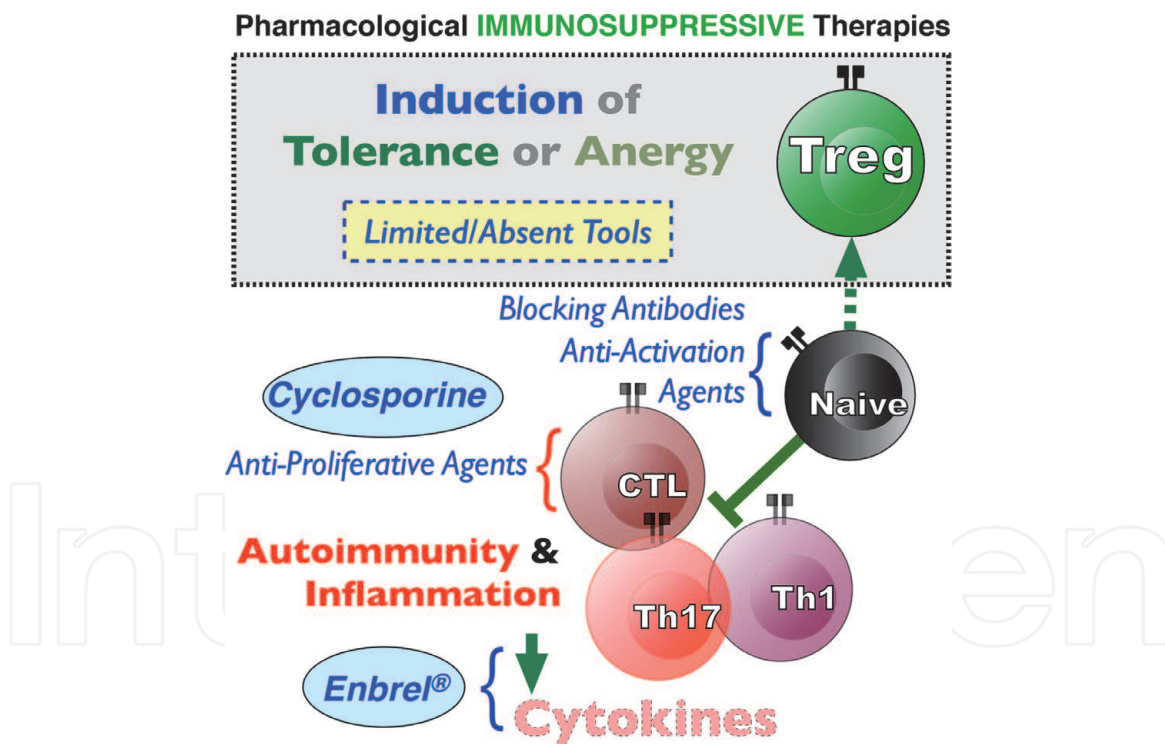 Pharmacological IMMUNOSUPPRESSIVE Therapies
Induction of
Tolerance or Anergy
Treg
Limited/Absent Tools
Blocking Antibodies
Anti-Activation
Agents
Naive
Cyclosporine
Anti-Proliferative Agents
CTL
Autoimmunity &
Inflammation
Th17
Th1
Enbrel®
Cytokines